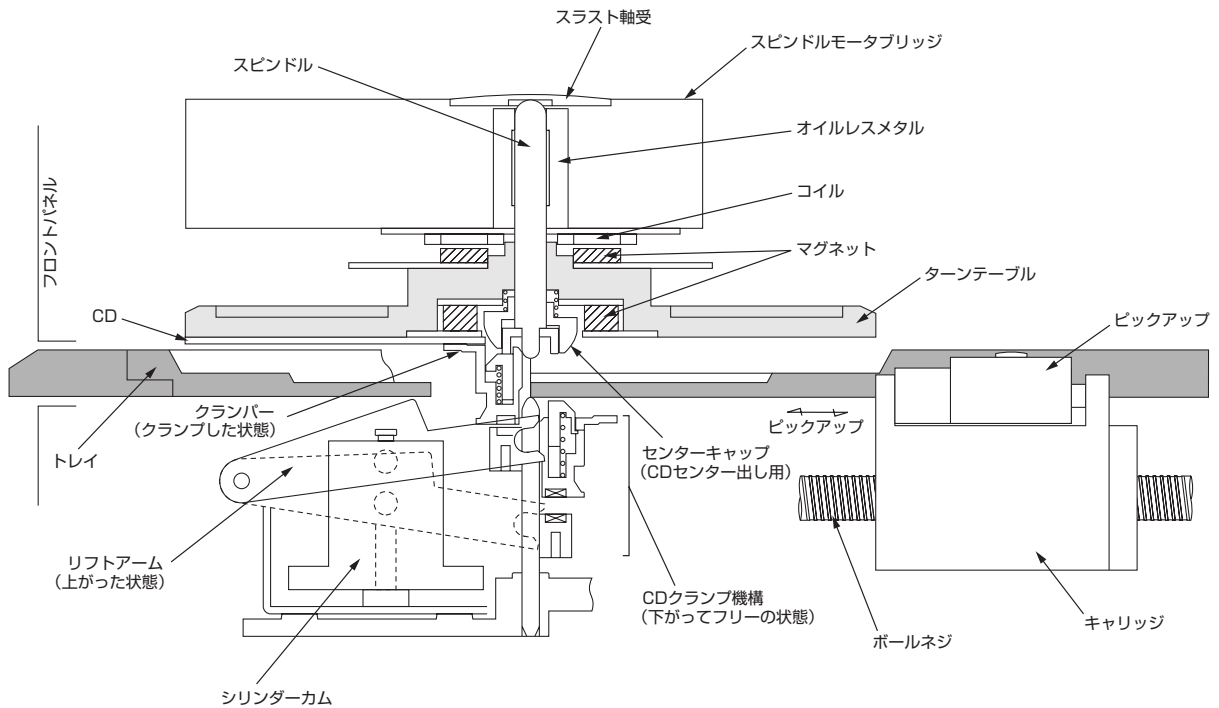 スラスト軸受
スピンドルモータブリッジ
スピンドル
オイルレスメタル
コイル
マグネット
フロントパネル
ターンテーブル
CD
ピックアップ
クランパー
(クランプした状態)
ピックアップ
トレイ
センターキャップ
(CDセンター出し用)
リフトアーム
(上がった状態)
CDクランプ機構
(下がってフリーの状態)
キャリッジ
ボールネジ
シリンダーカム